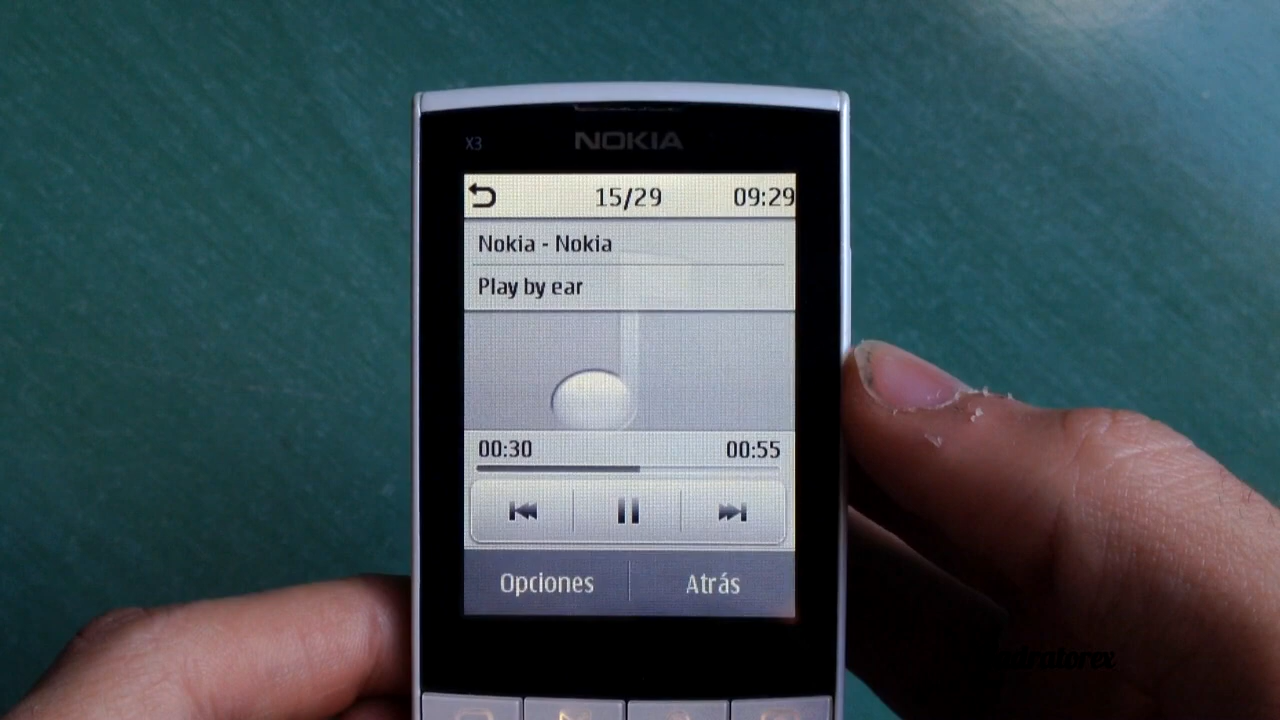 X3
NOKIA
15/29 09:29
Nokia - Nokia
Play by ear
00:30 00:55
Opciones Atrás